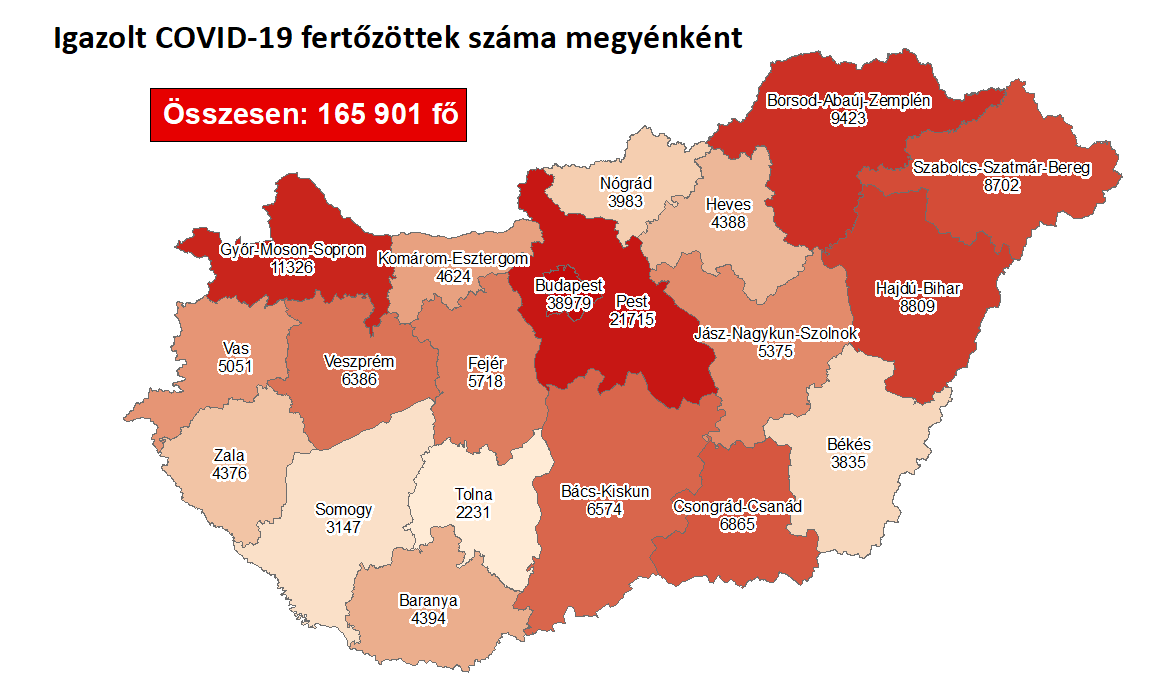 Igazolt COVID-19 fertőzöttek száma megyénként
Összesen: 165 901 fő
Borsod-Abaúj-Zemplén
9423
Szabolcs-Szatmár-Bereg
8702
Nógrád
3983
Heves
4388
Győr-Moson-Sopron
11326
Komárom-Esztergom
4624
Budapest
38979
Pest
21715
Hajdú-Bihar
8809
Jász-Nagykun-Szolnok
5375
Vas
5051
Veszprém
6386
Fejér
5718
Békés
3835
Zala
4376
Tolna
2231
Bács-Kiskun
6574
Csongrád-Csanád
6865
Somogy
3147
Baranya
4394